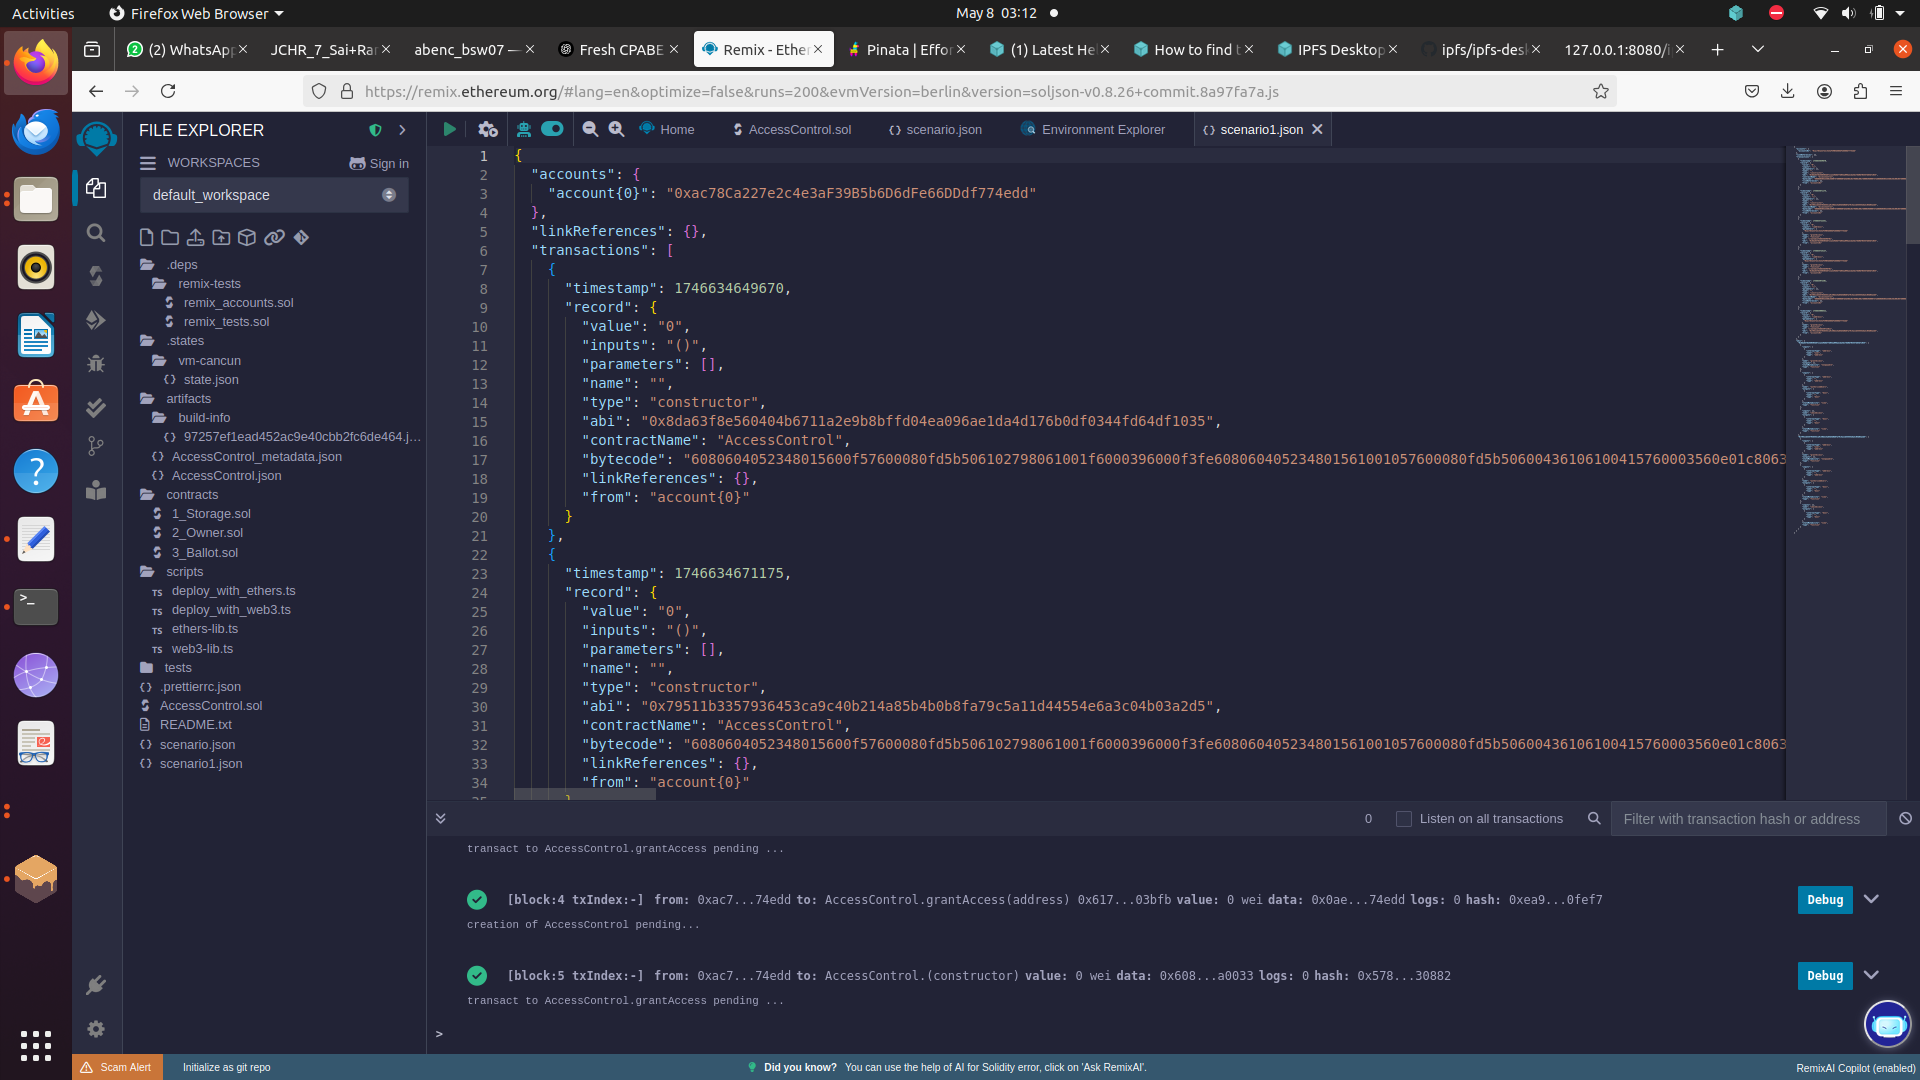 Activities
Firefox Web Browser
May 8 03:12
(2) WhatsApp
JCHR_7_Sai+Ra
abenc_bsw07 —
Fresh CPABE
Remix - Ether
Pinata | Effor
(1) Latest He
How to find t
IPFS Desktop
ipfs/ipfs-des
127.0.0.1:8080/i
https://remix.ethereum.org/#lang=en&optimize=false&runs=200&evmVersion=berlin&version=soljson-v0.8.26+commit.8a97fa7a.js
FILE EXPLORER
WORKSPACES
Sign in
default_workspace
.deps
remix-tests
remix_accounts.sol
remix_tests.sol
.states
vm-cancun
state.json
artifacts
build-info
97257ef1ead452ac9e40cbb2fc6de464.j...
AccessControl_metadata.json
AccessControl.json
contracts
1_Storage.sol
2_Owner.sol
3_Ballot.sol
scripts
TS deploy_with_ethers.ts
TS deploy_with_web3.ts
TS ethers-lib.ts
TS web3-lib.ts
tests
.prettierrc.json
AccessControl.sol
README.txt
scenario.json
scenario1.json
Home
AccessControl.sol
scenario.json
Environment Explorer
scenario1.json
1 {
2 "accounts": {
3 "account{0}": "0xac78Ca227e2c4e3aF39B5b6D6dFe66DDdf774edd"
4 },
5 "linkReferences": {},
6 "transactions": [
7 {
8 "timestamp": 1746634649670,
9 "record": {
10 "value": "0",
11 "inputs": "()",
12 "parameters": [],
13 "name": "",
14 "type": "constructor",
15 "abi": "0x8da63f8e560404b6711a2e9b8bffd04ea096ae1da4d176b0df0344fd64df1035",
16 "contractName": "AccessControl",
17 "bytecode": "6080604052348015600f57600080fd5b506102798061001f6000396000f3fe608060405234801561001057600080fd5b50600436106100415760003560e01c8063
18 "linkReferences": {},
19 "from": "account{0}"
20 }
21 },
22 {
23 "timestamp": 1746634671175,
24 "record": {
25 "value": "0",
26 "inputs": "()",
27 "parameters": [],
28 "name": "",
29 "type": "constructor",
30 "abi": "0x79511b3357936453ca9c40b214a85b4b0b8fa79c5a11d44554e6a3c04b03a2d5",
31 "contractName": "AccessControl",
32 "bytecode": "6080604052348015600f57600080fd5b506102798061001f6000396000f3fe608060405234801561001057600080fd5b50600436106100415760003560e01c8063
33 "linkReferences": {},
34 "from": "account{0}"
35 }
0
Listen on all transactions
Filter with transaction hash or address
transact to AccessControl.grantAccess pending ...
[block:4 txIndex:-] from: 0xac7...74edd to: AccessControl.grantAccess(address) 0x617...03bfb value: 0 wei data: 0x0ae...74edd logs: 0 hash: 0xea9...0fef7
Debug
creation of AccessControl pending...
[block:5 txIndex:-] from: 0xac7...74edd to: AccessControl.(constructor) value: 0 wei data: 0x608...a0033 logs: 0 hash: 0x578...30882
Debug
transact to AccessControl.grantAccess pending ...
>
Scam Alert
Initialize as git repo
Did you know? You can use the help of AI for Solidity error, click on 'Ask RemixAI'.
RemixAI Copilot (enabled)